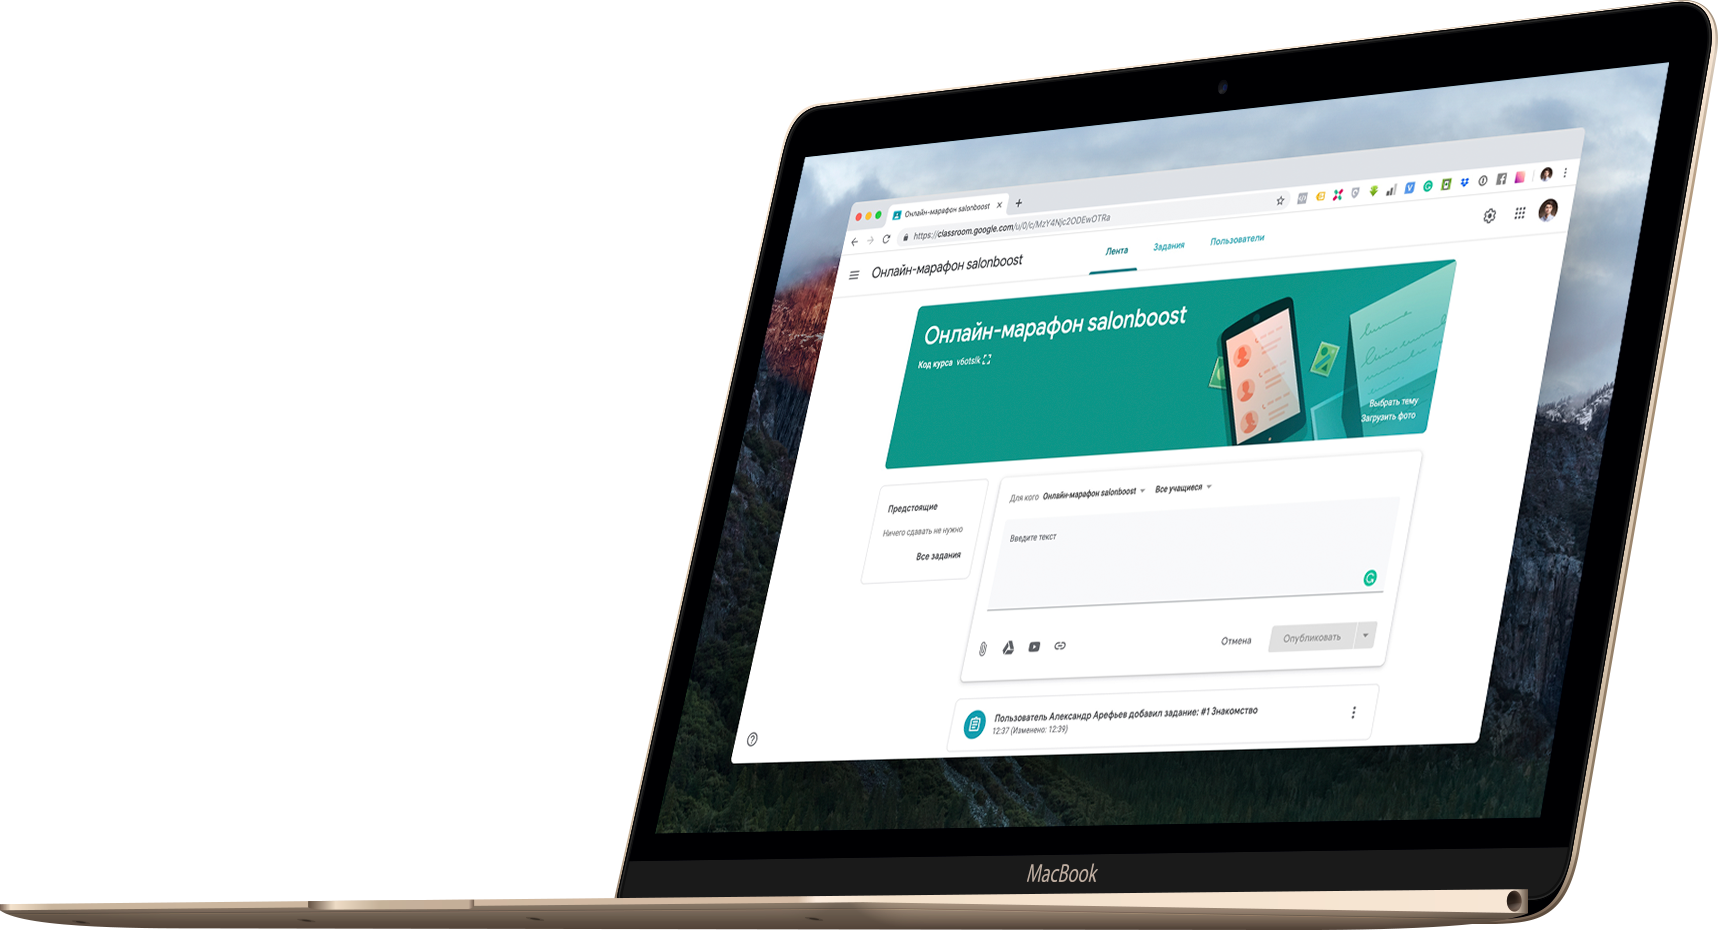 Онлайн-марафон salonboost
https://classroom.google.com/u/0/c/MzY4Njc2ODEwOTRa
Онлайн-марафон salonboost
Лента Задания Пользователи
Онлайн-марафон salonboost
Код курса v6otslk
Выбрать тему
Загрузить фото
Предстоящие
Ничего сдавать не нужно
Все задания
Для кого Онлайн-марафон salonboost Все учащиеся
Введите текст
Отмена Опубликовать
Пользователь Александр Арефьев добавил задание: #1 Знакомство
12:37 (Изменено: 12:39)
MacBook